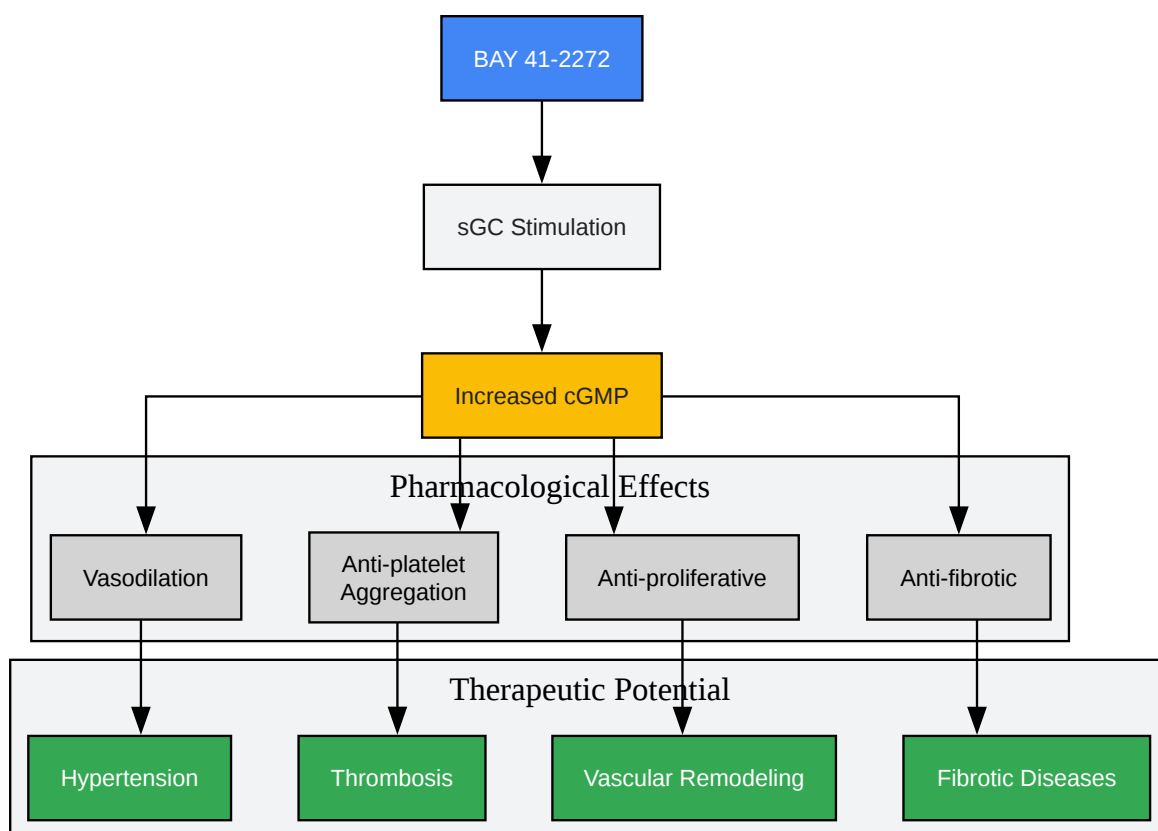 BAY 41-2272
sGC Stimulation
Increased cGMP
Pharmacological Effects
Vasodilation
Anti-platelet
Aggregation
Anti-proliferative
Anti-fibrotic
Therapeutic Potential
Hypertension
Thrombosis
Vascular Remodeling
Fibrotic Diseases